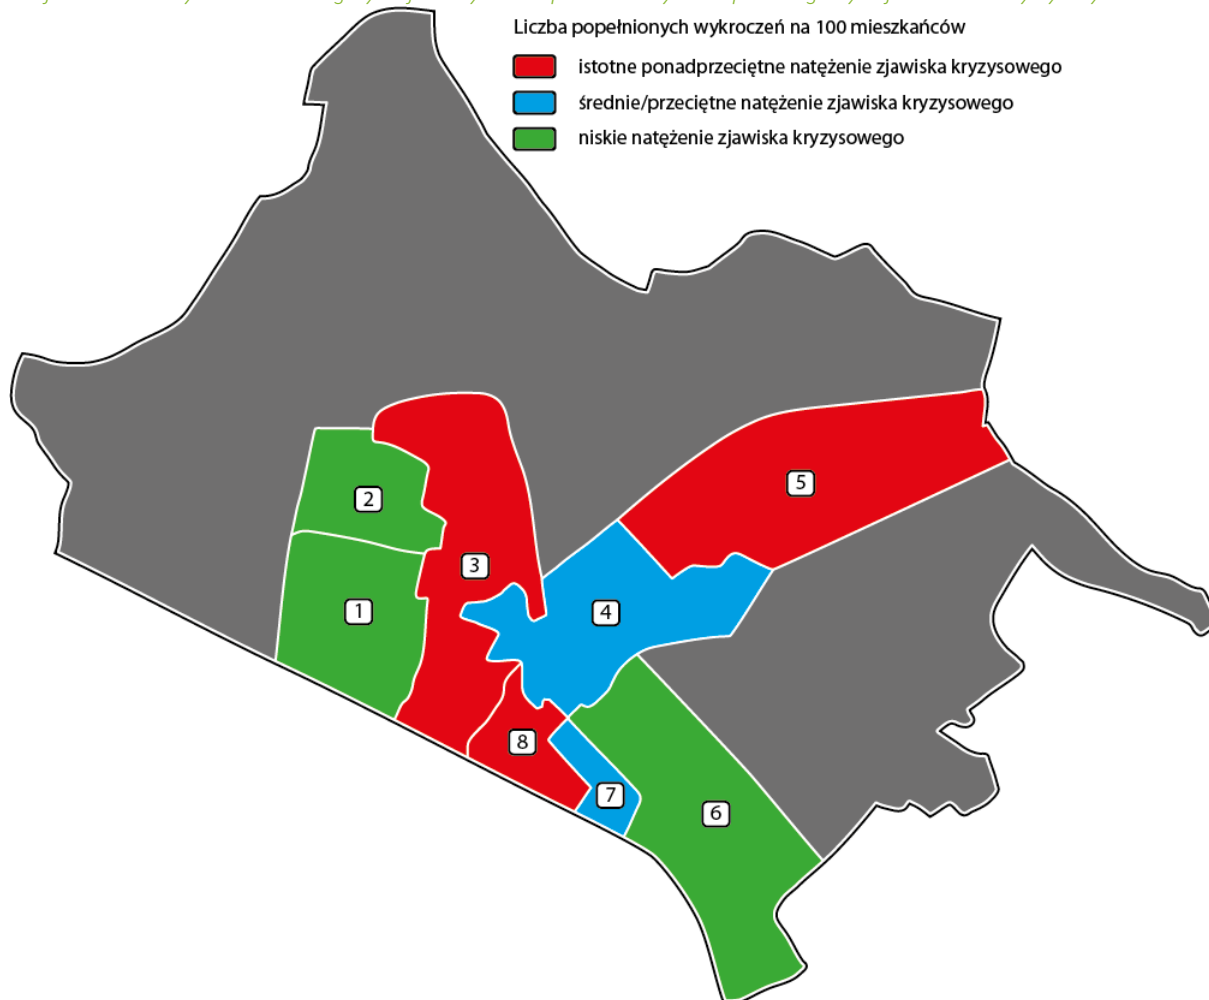 Liczba popełnionych wykroczeń na 100 mieszkańców
istotne ponadprzeciętne natężenie zjawiska kryzysowego
średnie/przeciętne natężenie zjawiska kryzysowego
niskie natężenie zjawiska kryzysowego
5
2
3
1
4
8
7
6